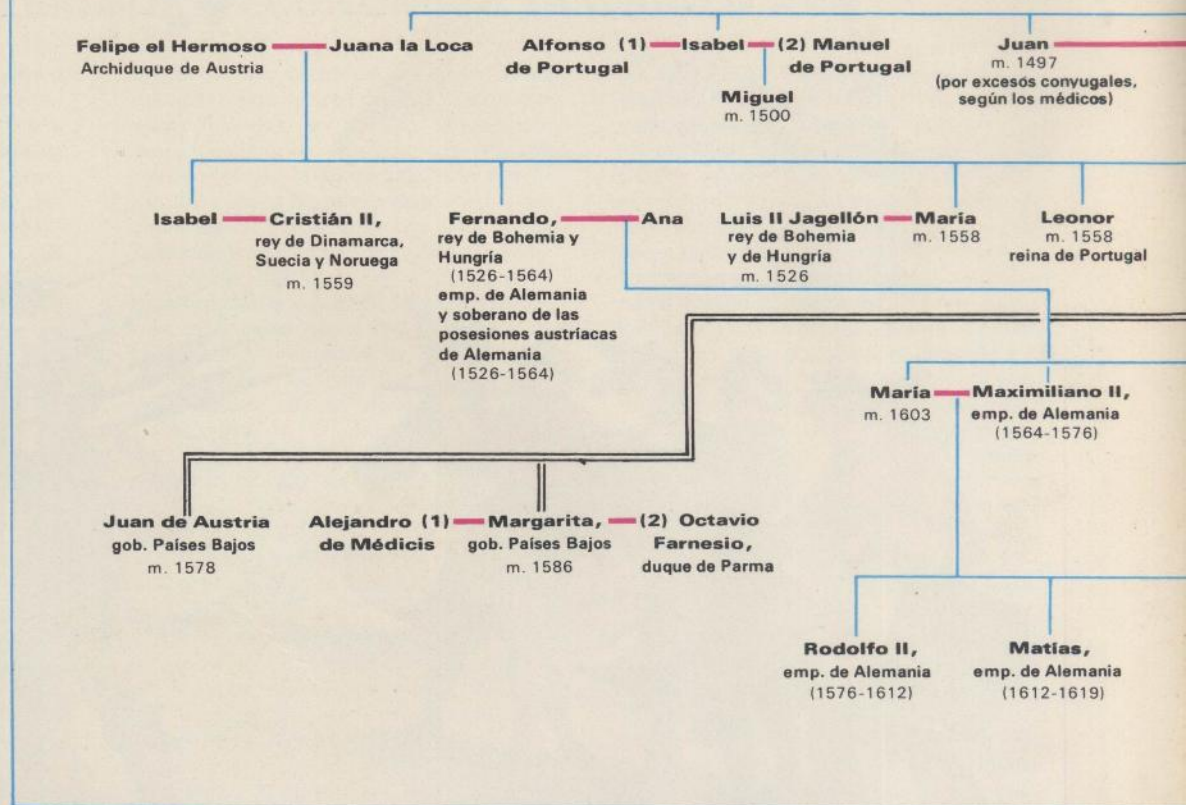 Felipe el Hermoso
Archiduque de Austria
Juana la Loca
Alfonso (1)
de Portugal
Isabel
(2) Manuel
de Portugal
Miguel
m. 1500
Juan
m. 1497
(por excesos conyugales,
según los médicos)
Isabel
Cristián II,
rey de Dinamarca,
Suecia y Noruega
m. 1559
Fernando,
rey de Bohemia y
Hungría
(1526-1564)
emp. de Alemania
y soberano de las
posesiones austríacas
de Alemania
(1526-1564)
Ana
Luis II Jagellón
rey de Bohemia
y de Hungría
m. 1526
María
m. 1558
Leonor
m. 1558
reina de Portugal
María
m. 1603
Maximiliano II,
emp. de Alemania
(1564-1576)
Juan de Austria
gob. Países Bajos
m. 1578
Alejandro (1)
de Médicis
Margarita,
gob. Países Bajos
m. 1586
(2) Octavio
Farnesio,
duque de Parma
Rodolfo II,
emp. de Alemania
(1576-1612)
Matías,
emp. de Alemania
(1612-1619)